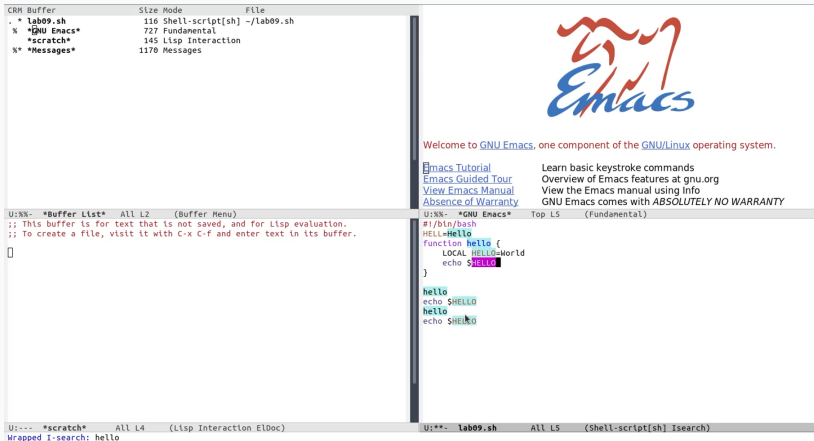 CRM Buffer Size Mode File
. * lab09.sh 116 Shell-script[sh] ~/lab09.sh
% *GNU Emacs* 727 Fundamental
*scratch* 145 Lisp Interaction
%* *Messages* 1170 Messages
U:%%- *Buffer List* All L2 (Buffer Menu)
Emacs
Welcome to GNU Emacs, one component of the GNU/Linux operating system.
Emacs Tutorial Learn basic keystroke commands
Emacs Guided Tour Overview of Emacs features at gnu.org
View Emacs Manual View the Emacs manual using Info
Absence of Warranty GNU Emacs comes with ABSOLUTELY NO WARRANTY
U:%%- *GNU Emacs* Top L5 (Fundamental)
;; This buffer is for text that is not saved, and for Lisp evaluation.
;; To create a file, visit it with C-x C-f and enter text in its buffer.
U:--- *scratch* All L4 (Lisp Interaction ElDoc)
#!/bin/bash
HELL=Hello
function hello {
LOCAL HELLO=World
echo $HELLO
}
hello
echo $HELLO
hello
echo $HELLO
U:**- lab09.sh All L5 (Shell-script[sh] Isearch)
Wrapped I-search: hello